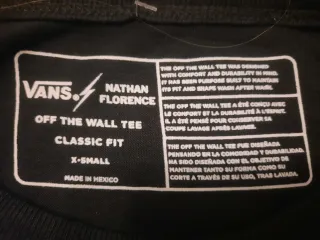 VANS.
NATHAN
FLORENCE
OFF THE WALL TEE
CLASSIC FIT
X-SMALL
MADE IN MEXICO
THE OFF THE WALL TEE WAS DESIGNED
WITH COMFORT AND DURABILITY IN MIND.
IT HAS BEEN PURPOSE BUILT TO MAINTAIN
ITS FIT AND SHAPE WASH AFTER WASH.
THE OFF THE WALL TEE A ÉTÉ CONÇU AVEC
LE CONFORT ET LA DURABILITÉ À L'ESPRIT.
IL A ÉTÉ PENSÉ POUR CONSERVER SA
COUPE LAVAGE APRÈS LAVAGE.
THE OFF THE WALL TEE FUE DISEÑADA
PENSANDO EN LA COMODIDAD Y DURABILIDAD.
HA SIDO DISEÑADA CON EL OBJETIVO DE
MANTENER TANTO SU FORMA COMO SU
CORTE A TRAVÉS DE SU USO, TRAS LAVADA.